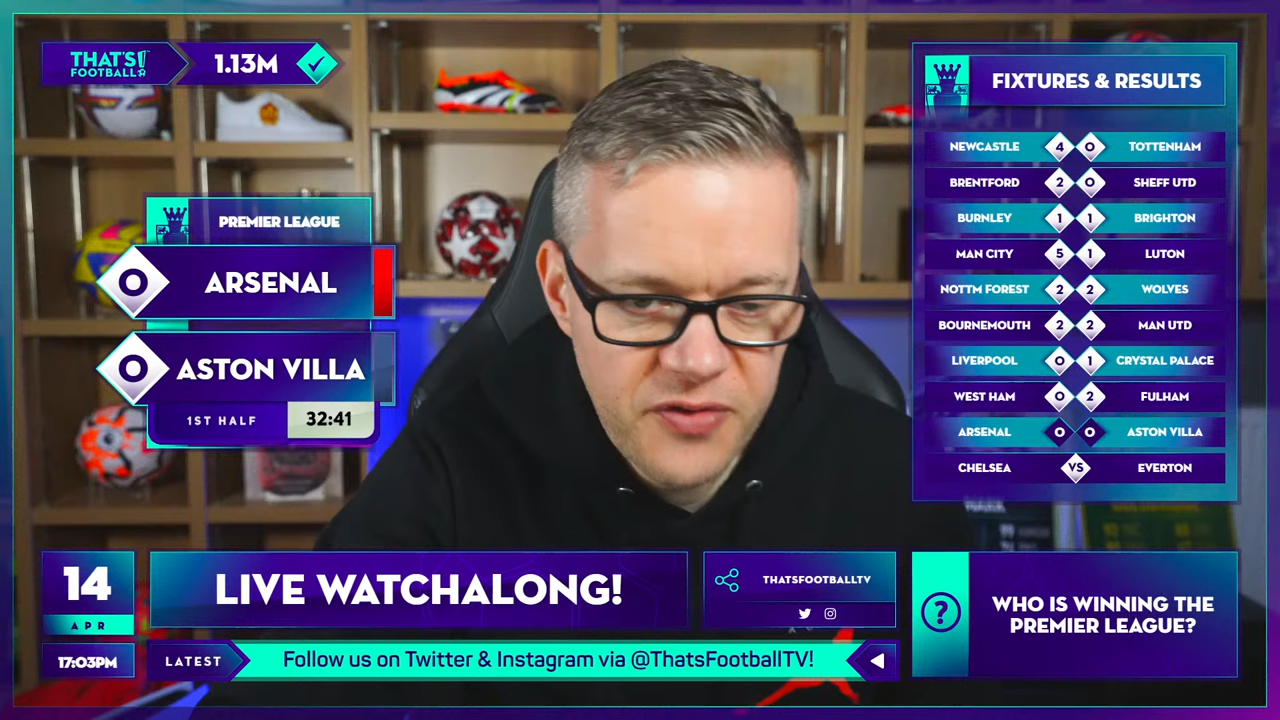 THAT'S!
FOOTBALL
1.13M
PREMIER LEAGUE
0 ARSENAL
0 ASTON VILLA
1ST HALF 32:41
FIXTURES & RESULTS
NEWCASTLE 4 0 TOTTENHAM
BRENTFORD 2 0 SHEFF UTD
BURNLEY 1 1 BRIGHTON
MAN CITY 5 1 LUTON
NOTTM FOREST 2 2 WOLVES
BOURNEMOUTH 2 2 MAN UTD
LIVERPOOL 0 1 CRYSTAL PALACE
WEST HAM 0 2 FULHAM
ARSENAL 0 0 ASTON VILLA
CHELSEA VS EVERTON
14
APR
17:03PM
LIVE WATCHALONG!
THATSFOOTBALLTV
LATEST
Follow us on Twitter & Instagram via @ThatsFootballTV!
?
WHO IS WINNING THE
PREMIER LEAGUE?